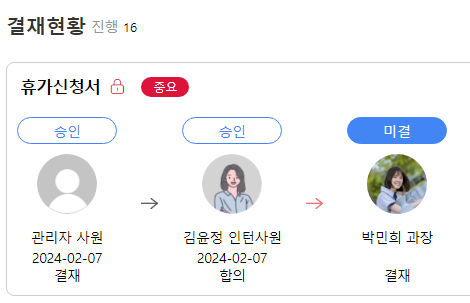 결재현황 진행 16
휴가신청서 중요
승인 승인 미결
관리자 사원 김윤정 인턴사원 박민희 과장
2024-02-07 2024-02-07
결재 합의 결재